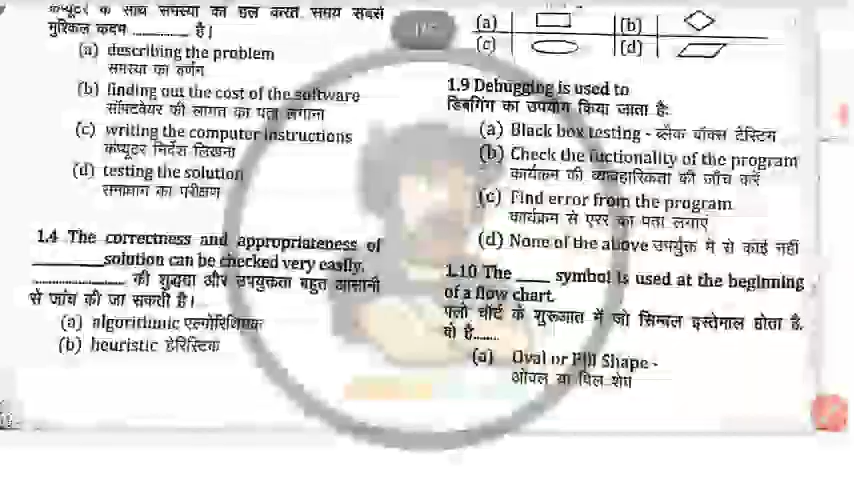 कंप्यूटर के साथ समस्या का हल करते समय सबसे
मुश्किल कदम ________ है।
(a) describing the problem
समस्या का वर्णन
(b) finding out the cost of the software
सॉफ्टवेयर की लागत का पता लगाना
(c) writing the computer instructions
कंप्यूटर निर्देश लिखना
(d) testing the solution
समाधान का परीक्षण
1.4 The correctness and appropriateness of
________solution can be checked very easily.
________ की शुद्धता और उपयुक्तता बहुत आसानी
से जांच की जा सकती है।
(a) algorithmic एल्गोरिथमिक
(b) heuristic हेरिस्टिक
(a) (b)
(c) (d)
1.9 Debugging is used to
डिबगिंग का उपयोग किया जाता है:
(a) Black box testing - ब्लैक बॉक्स टेस्टिंग
(b) Check the fuctionality of the program
कार्यक्रम की व्यावहारिकता की जाँच करें
(c) Find error from the program
कार्यक्रम से एरर का पता लगाएं
(d) None of the above उपर्युक्त में से कोई नहीं
1.10 The ____ symbol is used at the beginning
of a flow chart.
फ्लो चार्ट के शुरूआत में जो सिम्बल इस्तेमाल होता है,
वो है.......
(a) Oval or Pill Shape -
ओवल या पिल शेप